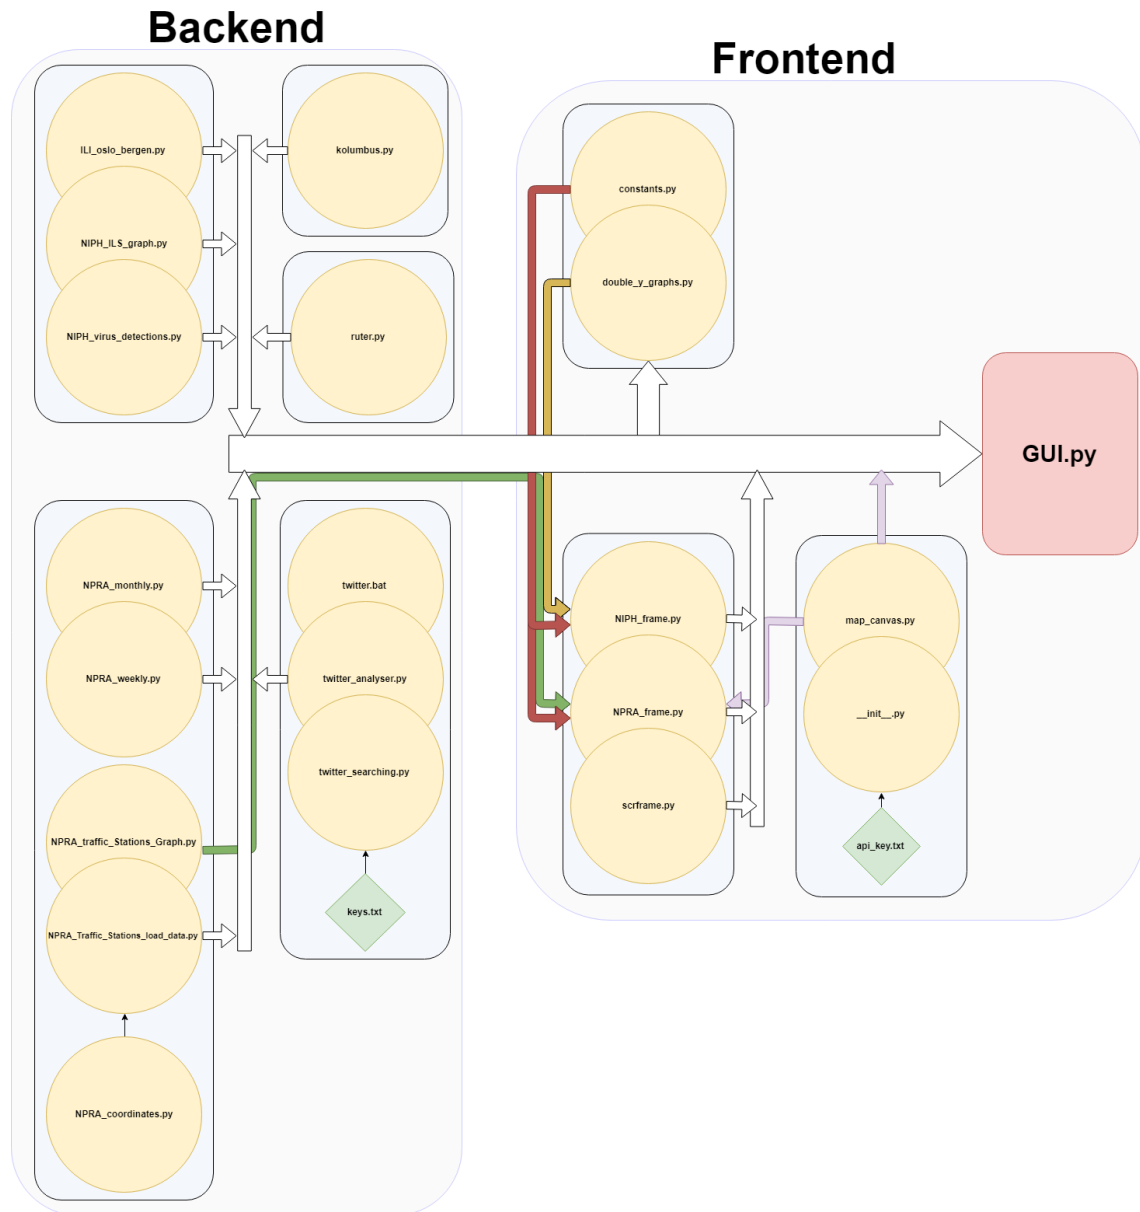 Backend
ILI_oslo_bergen.py
NIPH_ILS_graph.py
NIPH_virus_detections.py
kolumbus.py
ruter.py
NPRA_monthly.py
NPRA_weekly.py
NPRA_traffic_Stations_Graph.py
NPRA_Traffic_Stations_load_data.py
NPRA_coordinates.py
twitter.bat
twitter_analyser.py
twitter_searching.py
keys.txt
Frontend
constants.py
double_y_graphs.py
NIPH_frame.py
NPRA_frame.py
scrframe.py
map_canvas.py
__init__.py
api_key.txt
GUI.py